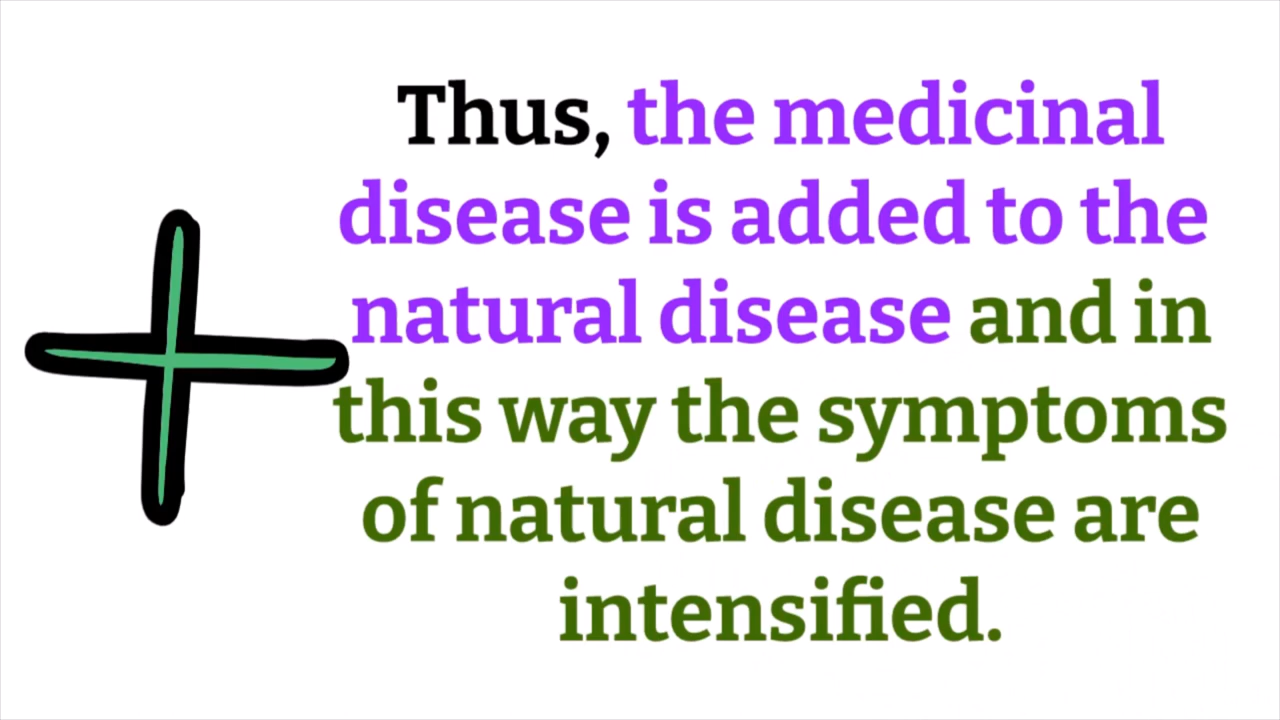 Thus, the medicinal
disease is added to the
natural disease and in
this way the symptoms
of natural disease are
intensified.